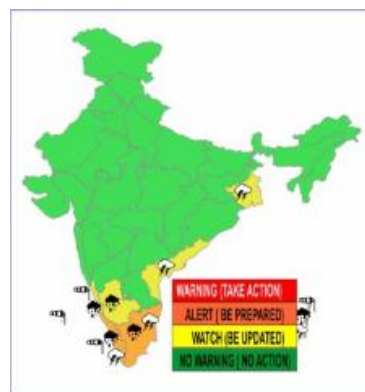 WARNING (TAKE ACTION)
ALERT ( BE PREPARED)
WATCH (BE UPDATED)
NO WARNING ( NO ACTION)